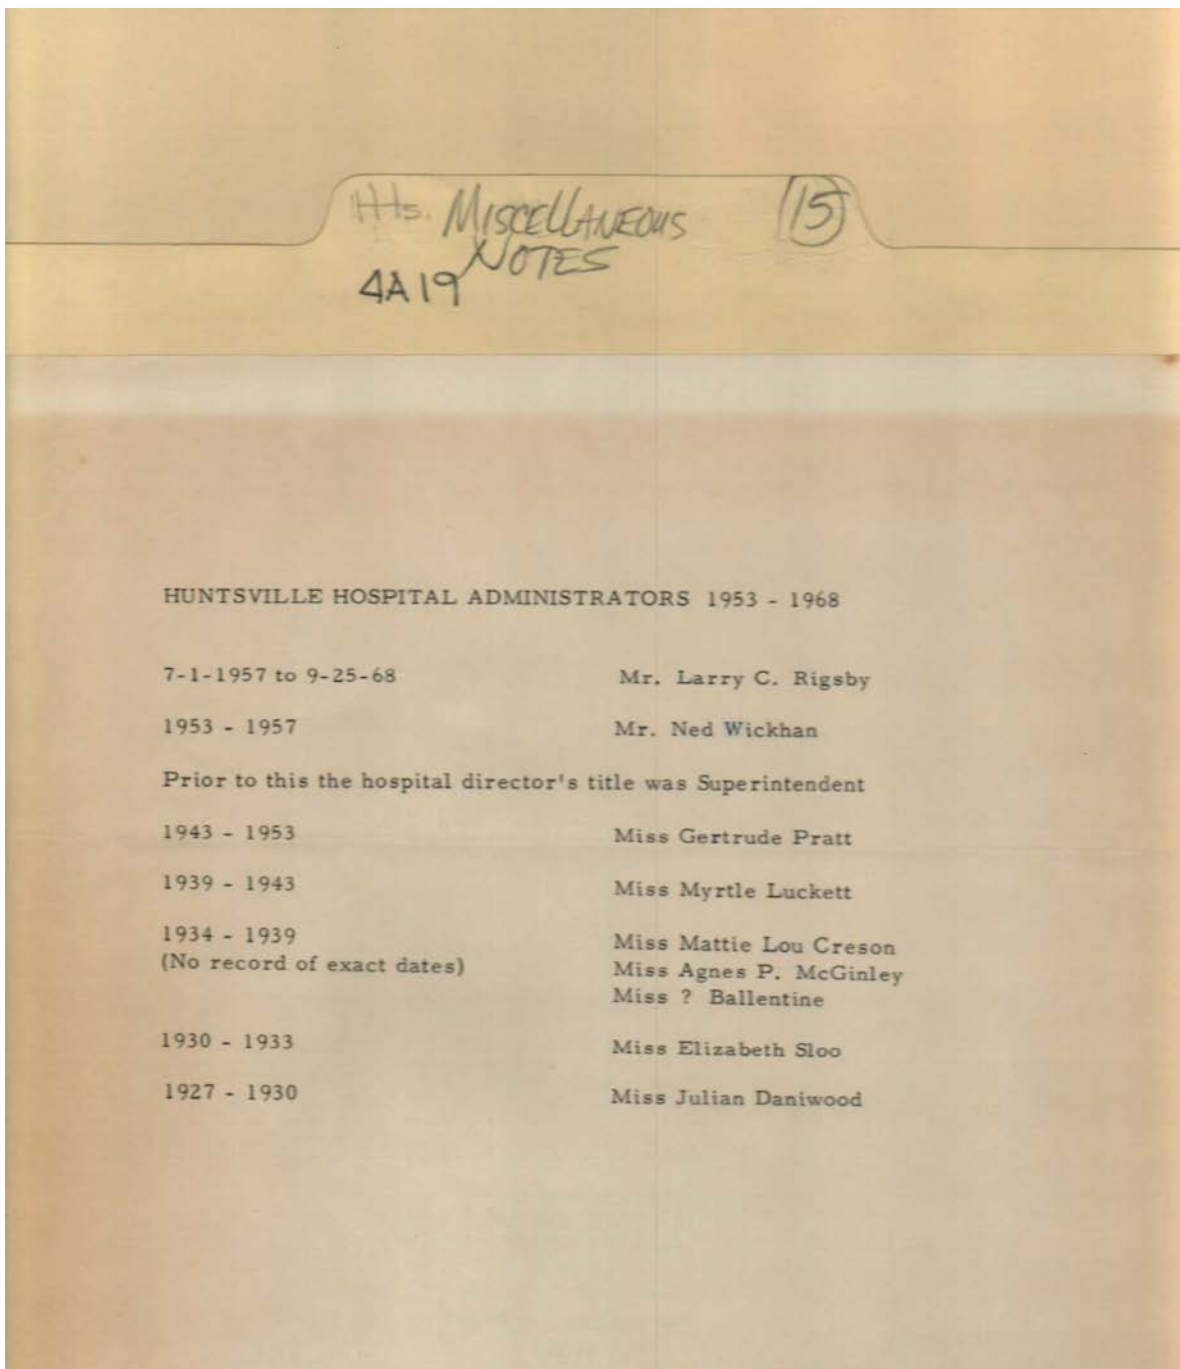 Hts. MISCELLANEOUS 15
NOTES
4A19
HUNTSVILLE HOSPITAL ADMINISTRATORS 1953 - 1968
7-1-1957 to 9-25-68 Mr. Larry C. Rigsby
1953 - 1957 Mr. Ned Wickhan
Prior to this the hospital director's title was Superintendent
1943 - 1953 Miss Gertrude Pratt
1939 - 1943 Miss Myrtle Luckett
1934 - 1939 Miss Mattie Lou Creson
(No record of exact dates) Miss Agnes P. McGinley
Miss ? Ballentine
1930 - 1933 Miss Elizabeth Sloo
1927 - 1930 Miss Julian Daniwood